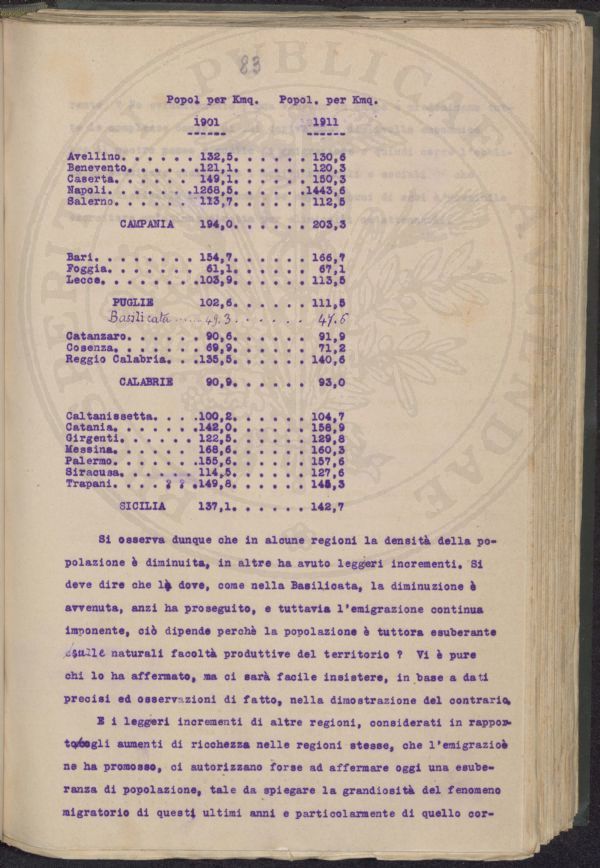 83
Popol per Kmq. Popol. per Kmq.
1901 1911
Avellino. . . . . . . 132,5. . . . . . 130,6
Benevento. . . . . . .121,1. . . . . . 120,3
Caserta. . . . . . . 149,1. . . . . . 150,3
Napoli. . . . . . . .1268,5. . . . . .1443,6
Salerno. . . . . . . 113,7. . . . . . 112,5
CAMPANIA 194,0. . . . . . 203,3
Bari. . . . . . . . . 154,7. . . . . . 166,7
Foggia. . . . . . . . 61,1. . . . . . 67,1
Lecce. . . . . . . . .103,9. . . . . . 113,5
PUGLIE 102,6. . . . . . 111,5
Basilicata ..... 49.3. . . . . . . 47.6
Catanzaro. . . . . . . 90,6. . . . . . 91,9
Cosenza. . . . . . . . 69,9. . . . . . 71,2
Reggio Calabria. . . .135,5. . . . . . 140,6
CALABRIE 90,9. . . . . . 93,0
Caltanissetta. . . . .100,2. . . . . . 104,7
Catania. . . . . . . .142,0. . . . . . 158,9
Girgenti. . . . . . . 122,5. . . . . . 129,8
Messina. . . . . . . . 168,6. . . . . . 160,3
Palermo. . . . . . . .155,6. . . . . . 157,6
Siracusa. . . . . . . 114,5. . . . . . 127,6
Trapani. . . . ? ? .149,8. . . . . . 145,3
SICILIA 137,1. . . . . . 142,7
Si osserva dunque che in alcune regioni la densità della po-
polazione è diminuita, in altre ha avuto leggeri incrementi. Si
deve dire che là dove, come nella Basilicata, la diminuzione è
avvenuta, anzi ha proseguito, e tuttavia l'emigrazione continua
imponente, ciò dipende perchè la popolazione è tuttora esuberante
sulle naturali facoltà produttive del territorio ? Vi è pure
chi lo ha affermato, ma ci sarà facile insistere, in base a dati
precisi ed osservazioni di fatto, nella dimostrazione del contrario.
E i leggeri incrementi di altre regioni, considerati in rappor-
to agli aumenti di ricchezza nelle regioni stesse, che l'emigrazioè
ne ha promosso, ci autorizzano forse ad affermare oggi una esube-
ranza di popolazione, tale da spiegare la grandiosità del fenomeno
migratorio di questi ultimi anni e particolarmente di quello cor-